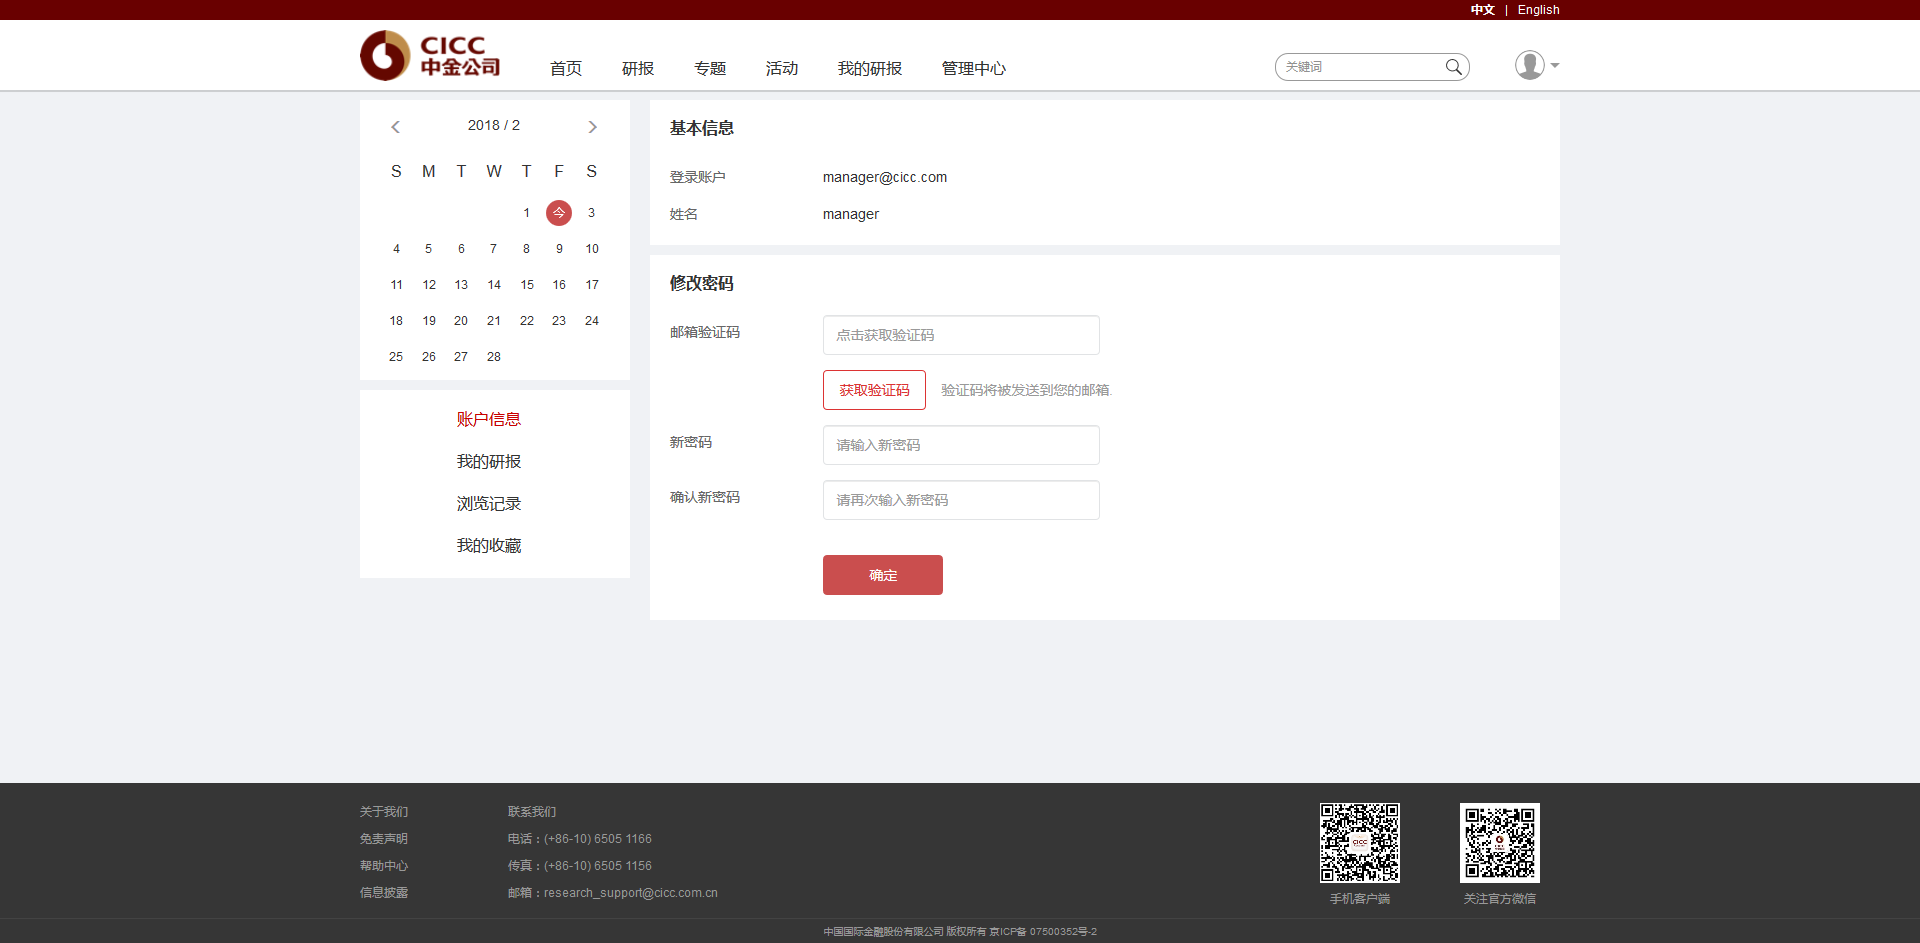 中文 | English
CICC
中金公司
首页 研报 专题 活动 我的研报 管理中心
关键词
2018 / 2
S M T W T F S
1 今 3
4 5 6 7 8 9 10
11 12 13 14 15 16 17
18 19 20 21 22 23 24
25 26 27 28
账户信息
我的研报
浏览记录
我的收藏
基本信息
登录账户 manager@cicc.com
姓名 manager
修改密码
邮箱验证码 点击获取验证码
获取验证码 验证码将被发送到您的邮箱.
新密码 请输入新密码
确认新密码 请再次输入新密码
确定
关于我们
免责声明
帮助中心
信息披露
联系我们
电话：(+86-10) 6505 1166
传真：(+86-10) 6505 1156
邮箱：research_support@cicc.com.cn
CICC
手机客户端
关注官方微信
中国国际金融股份有限公司 版权所有 京ICP备 07500352号-2